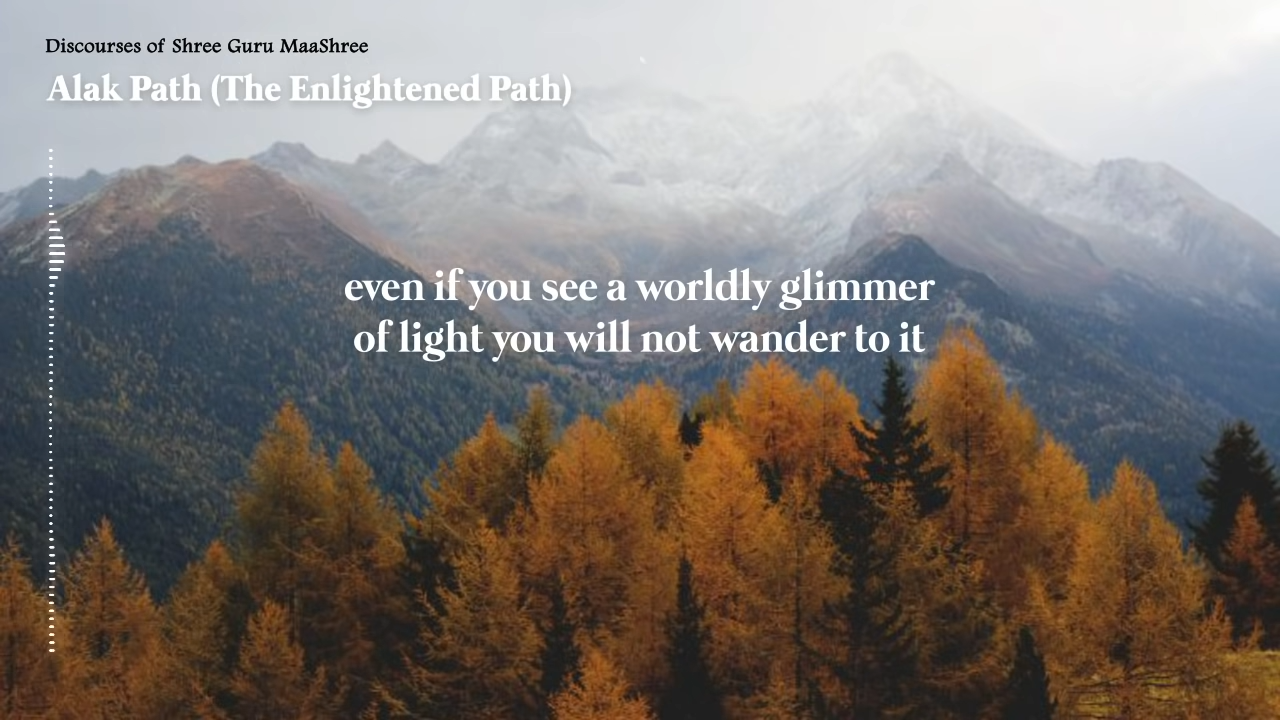 Discourses of Shree Guru MaaShree
Alak Path (The Enlightened Path)
even if you see a worldly glimmer
of light you will not wander to it